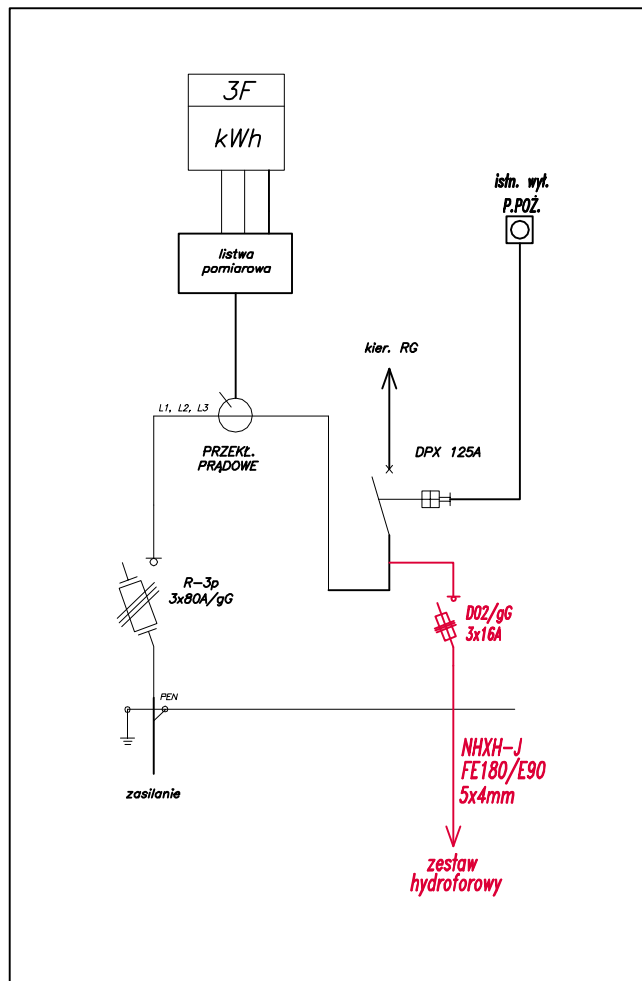 3F
kWh
istn. wył.
P.POŻ.
listwa
pomiarowa
kier. RG
L1, L2, L3
PRZEKŁ.
PRĄDOWE
DPX 125A
R-3p
3x80A/gG
D02/gG
3x16A
PEN
NHXH-J
FE180/E90
5x4mm
zasilanie
zestaw
hydroforowy